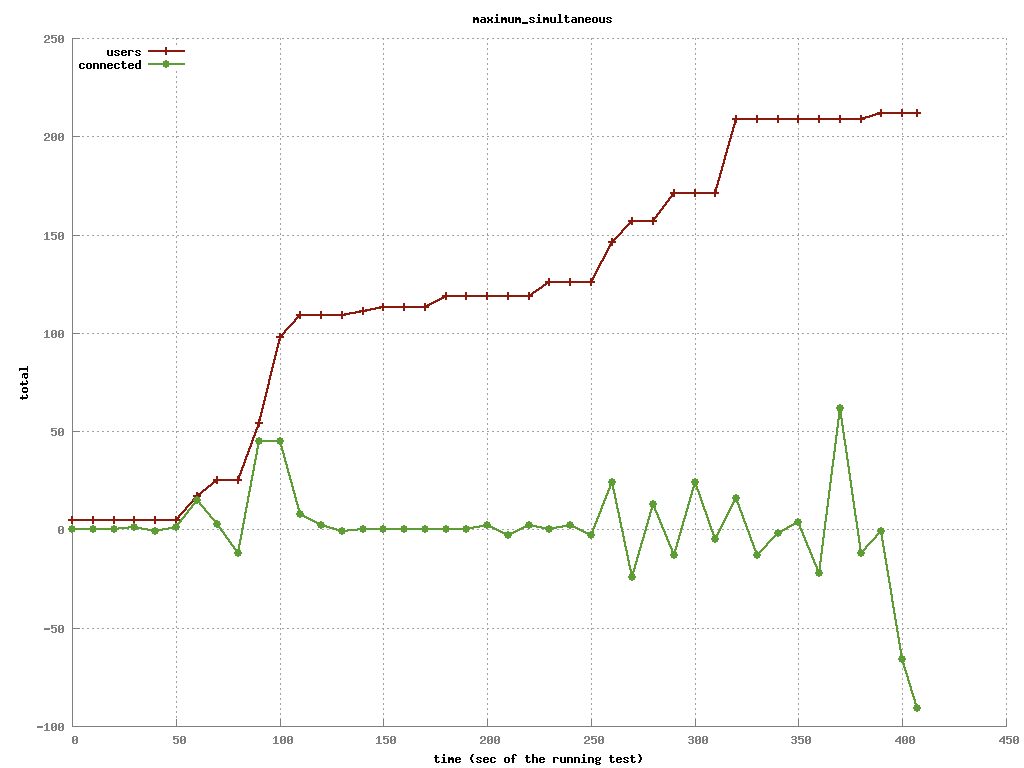 maximum_simultaneous
users
connected
250
200
150
100
50
0
-50
-100
total
0 50 100 150 200 250 300 350 400 450
time (sec of the running test)